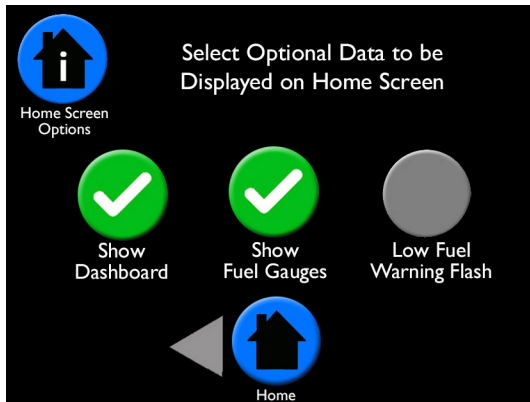 i
Select Optional Data to be
Displayed on Home Screen
Home Screen
Options
Show
Dashboard
Show
Fuel Gauges
Low Fuel
Warning Flash
Home